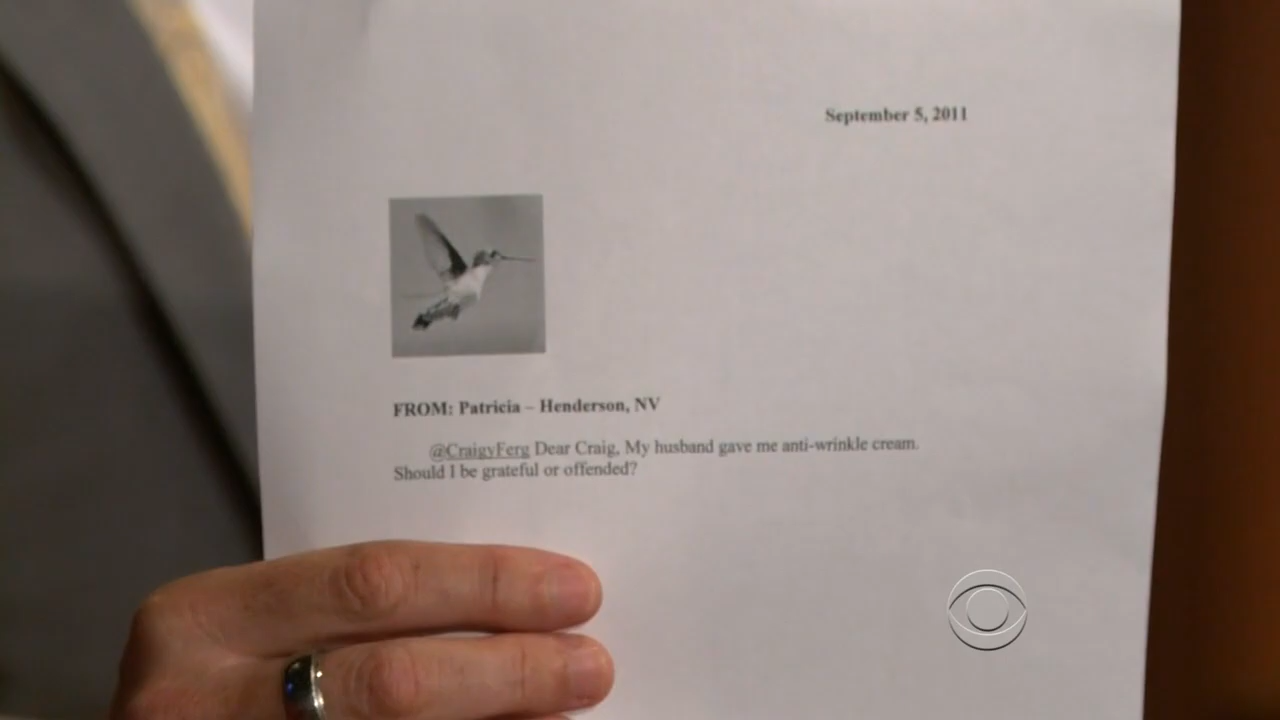 September 5, 2011
FROM: Patricia – Henderson, NV
@CraigyFerg Dear Craig, My husband gave me anti-wrinkle cream.
Should I be grateful or offended?